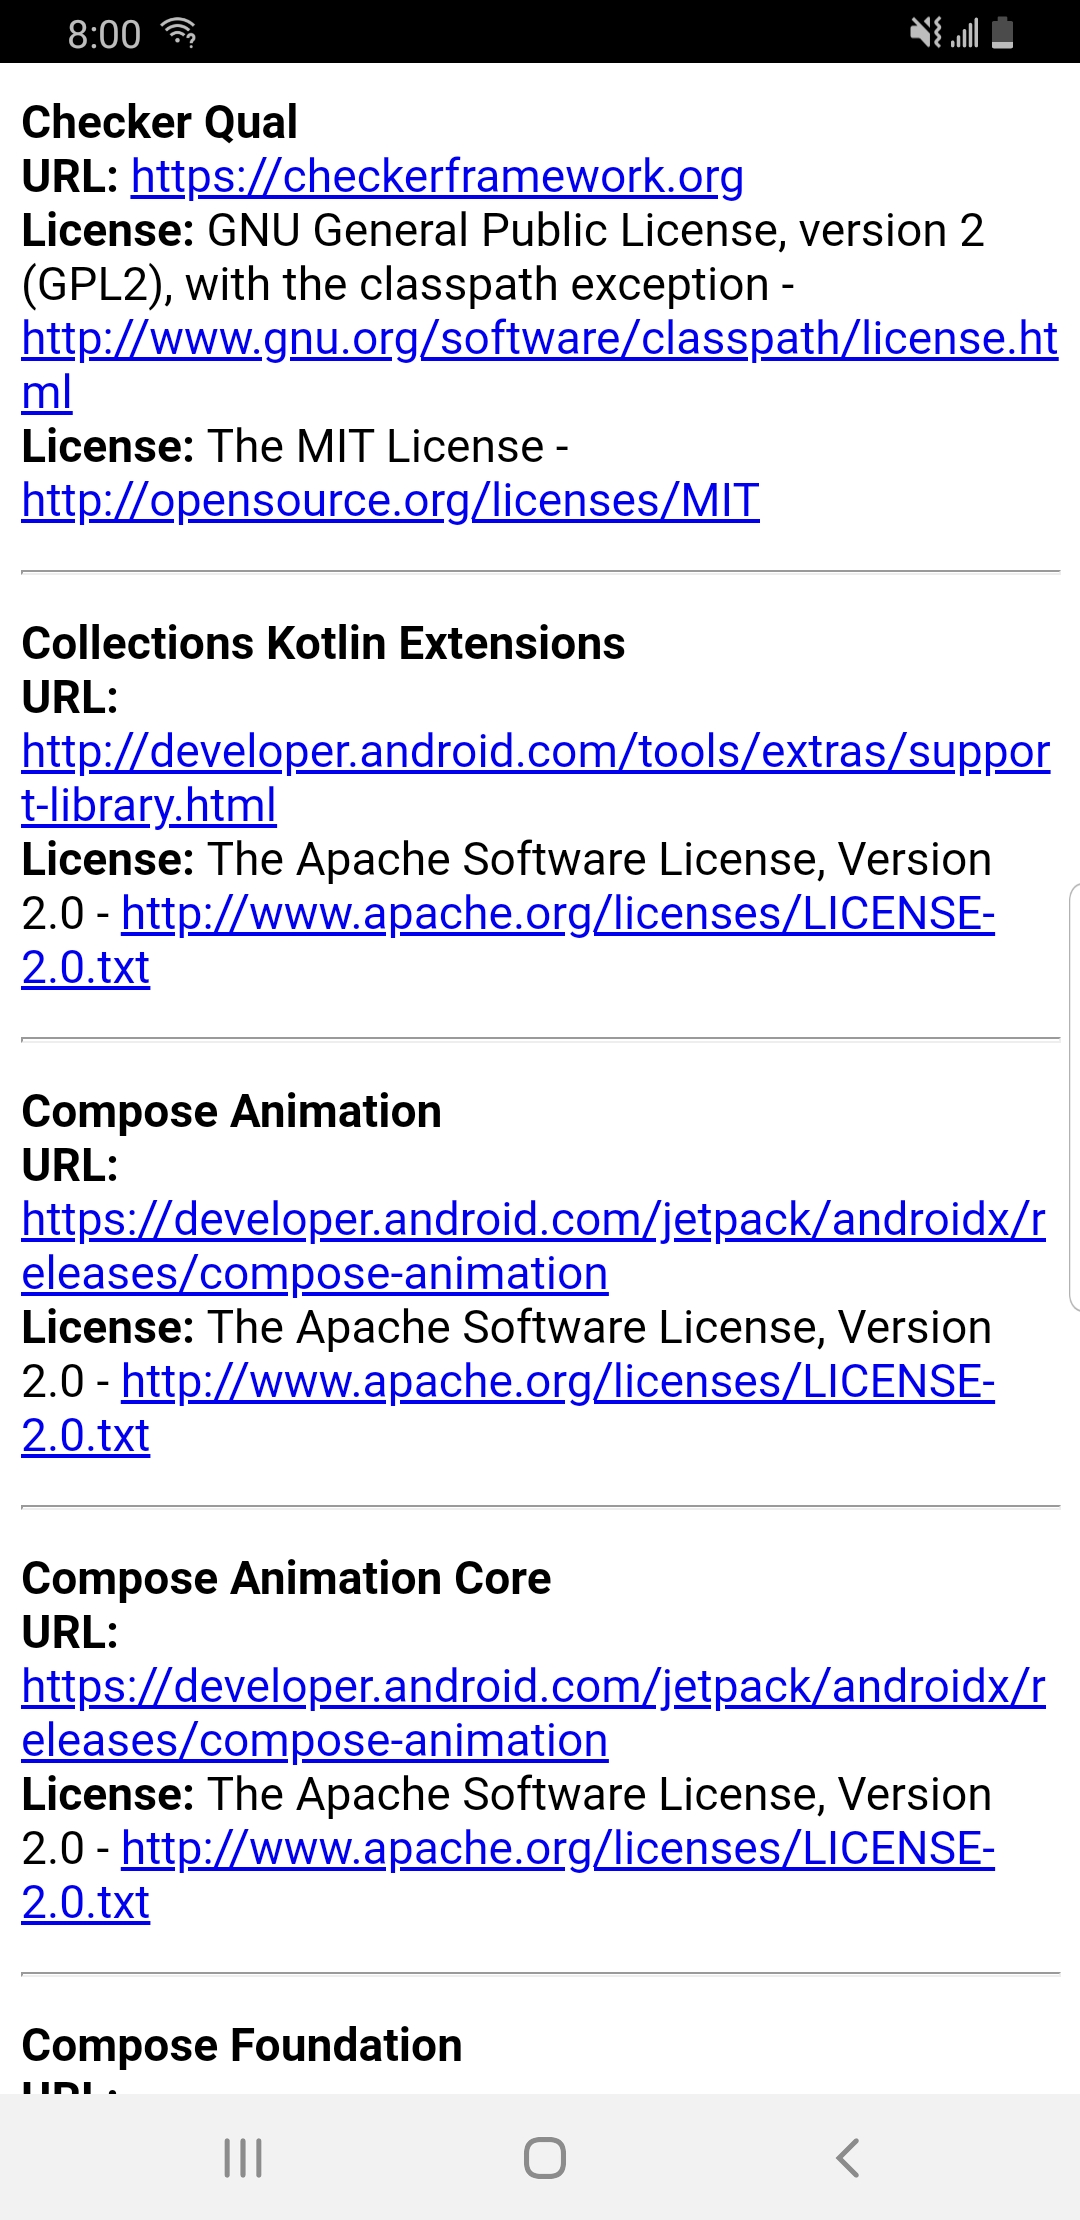 8:00
Checker Qual
URL: https://checkerframework.org
License: GNU General Public License, version 2
(GPL2), with the classpath exception -
http://www.gnu.org/software/classpath/license.ht
ml
License: The MIT License -
http://opensource.org/licenses/MIT
Collections Kotlin Extensions
URL:
http://developer.android.com/tools/extras/suppor
t-library.html
License: The Apache Software License, Version
2.0 - http://www.apache.org/licenses/LICENSE-
2.0.txt
Compose Animation
URL:
https://developer.android.com/jetpack/androidx/r
eleases/compose-animation
License: The Apache Software License, Version
2.0 - http://www.apache.org/licenses/LICENSE-
2.0.txt
Compose Animation Core
URL:
https://developer.android.com/jetpack/androidx/r
eleases/compose-animation
License: The Apache Software License, Version
2.0 - http://www.apache.org/licenses/LICENSE-
2.0.txt
Compose Foundation
URL: